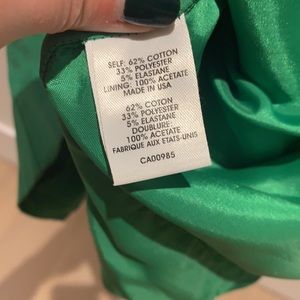 SELF: 62% COTTON
33% POLYESTER
5% ELASTANE
LINING: 100% ACETATE
MADE IN USA
62% COTON
33% POLYESTER
5% ELASTANE
DOUBLURE:
100% ACETATE
FABRIQUE AUX ETATS-UNIS
CA00985